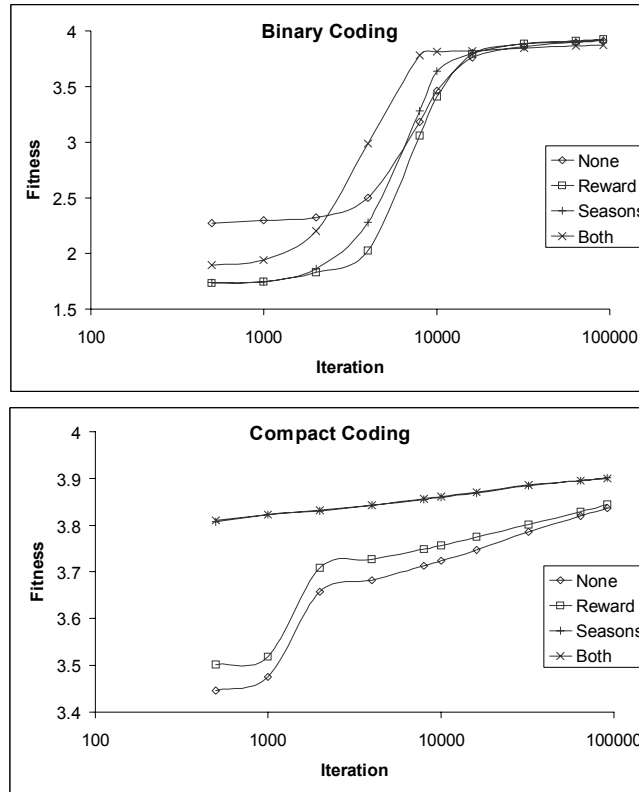 Binary Coding
4
3.5
3
2.5
2
1.5
Fitness
100 1000 10000 100000
Iteration
None
Reward
Seasons
Both
Compact Coding
4
3.9
3.8
3.7
3.6
3.5
3.4
Fitness
100 1000 10000 100000
Iteration
None
Reward
Seasons
Both